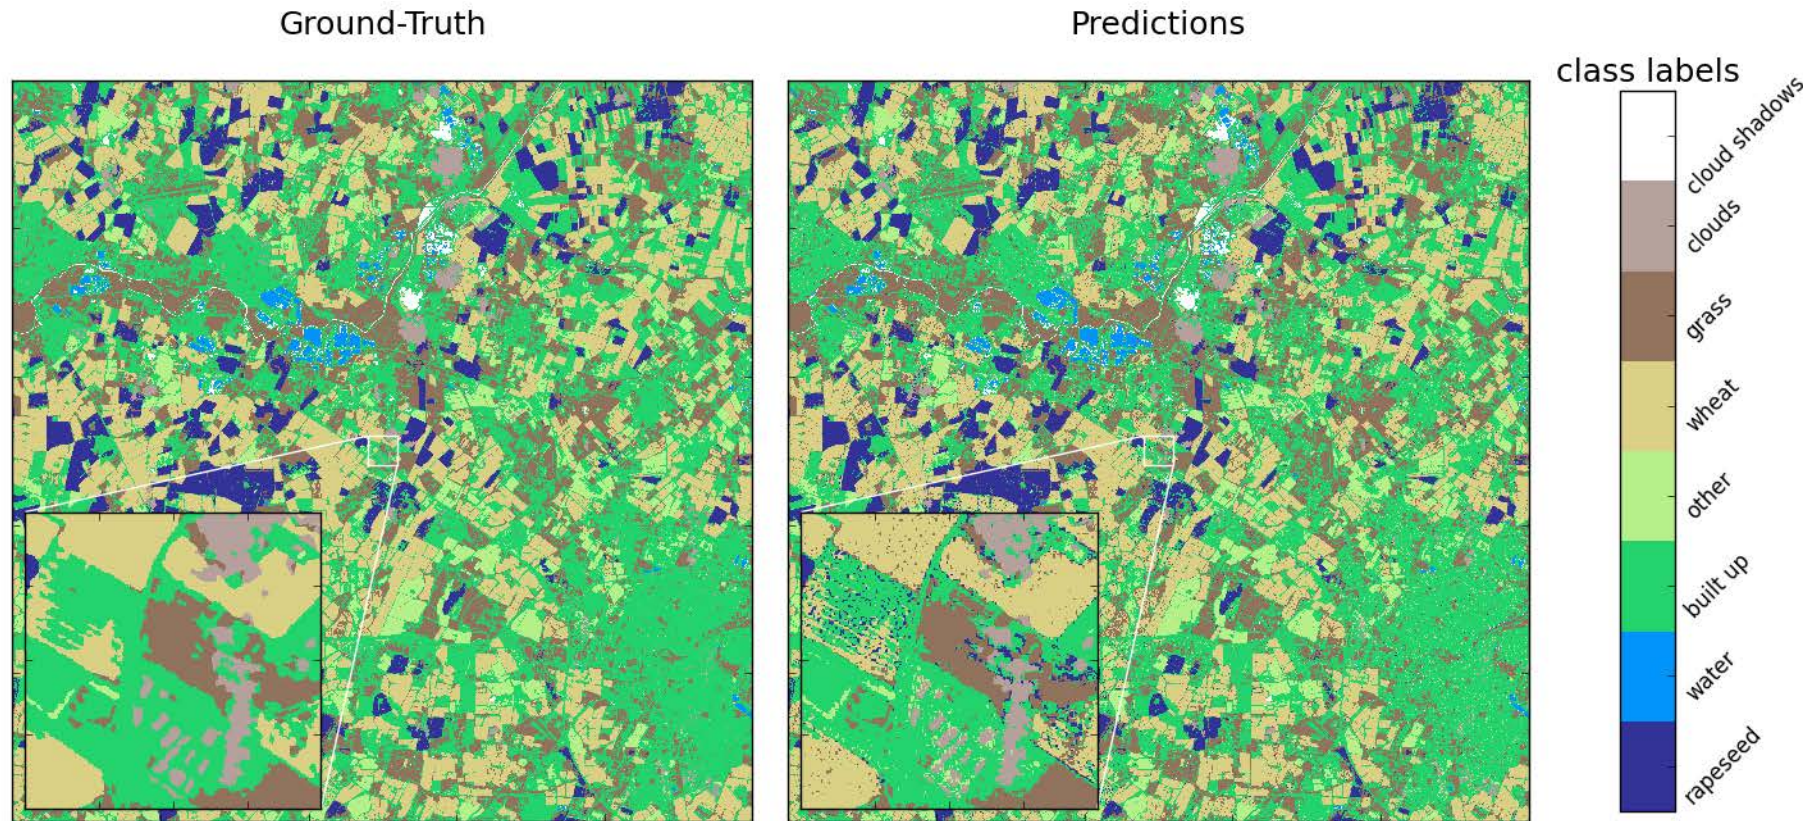 Ground-Truth
Predictions
class labels
cloud shadows
clouds
grass
wheat
other
built up
water
rapeseed